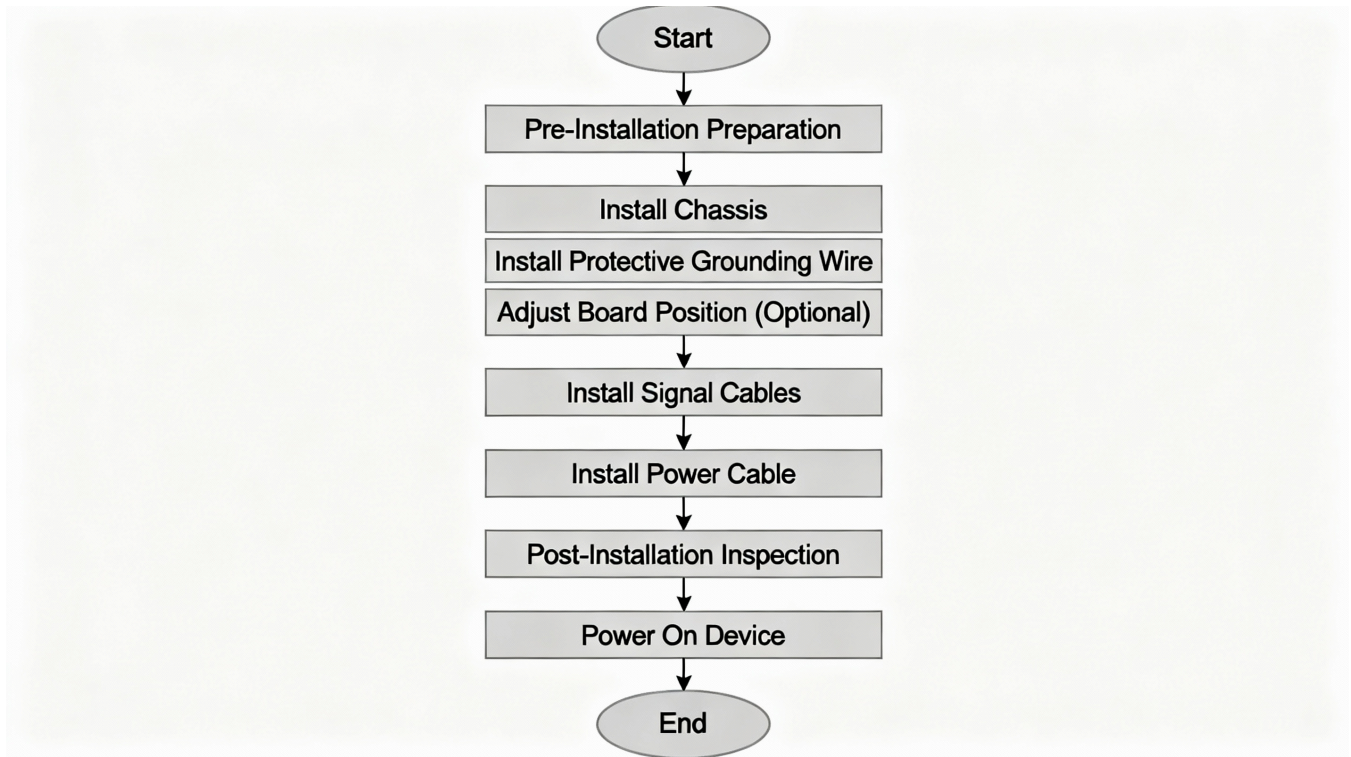 Start
Pre-Installation Preparation
Install Chassis
Install Protective Grounding Wire
Adjust Board Position (Optional)
Install Signal Cables
Install Power Cable
Post-Installation Inspection
Power On Device
End